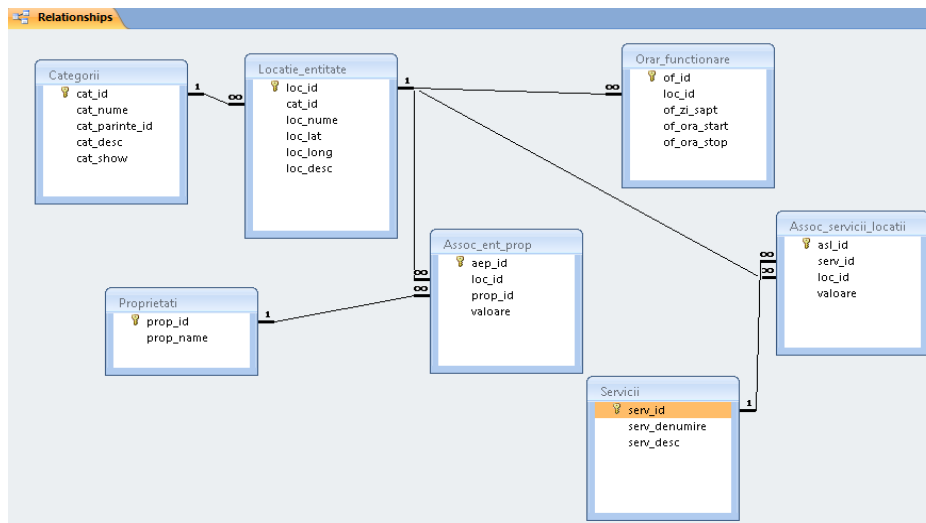 Relationships
Categorii
cat_id
cat_nume
cat_parinte_id
cat_desc
cat_show
1
∞
Locatie_entitate
loc_id
cat_id
loc_nume
loc_lat
loc_long
loc_desc
1
∞
Orar_functionare
of_id
loc_id
of_zi_sapt
of_ora_start
of_ora_stop
Assoc_servicii_locatii
asl_id
serv_id
loc_id
valoare
∞
∞
Assoc_ent_prop
aep_id
loc_id
prop_id
valoare
∞
∞
Proprietati
prop_id
prop_name
1
Servicii
serv_id
serv_denumire
serv_desc
1